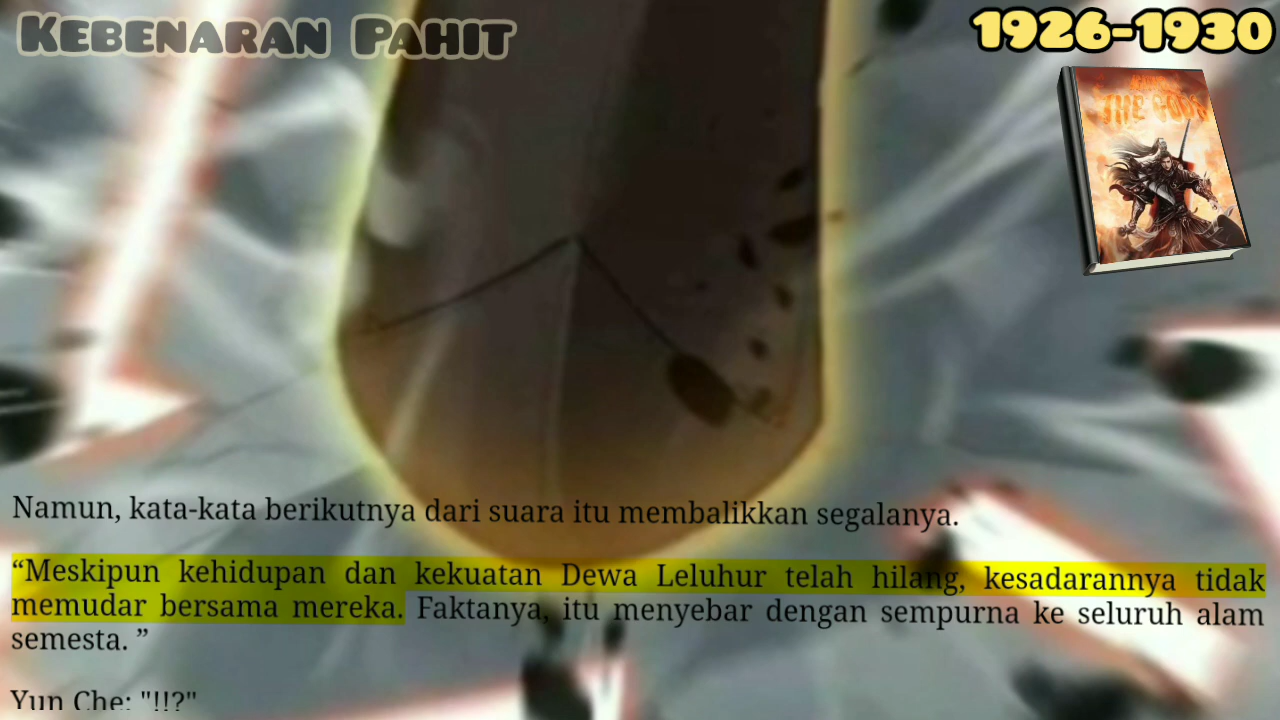 Kebenaran Pahit
1926-1930
THE GODS
Namun, kata-kata berikutnya dari suara itu membalikkan segalanya.
“Meskipun kehidupan dan kekuatan Dewa Leluhur telah hilang, kesadarannya tidak
memudar bersama mereka. Faktanya, itu menyebar dengan sempurna ke seluruh alam
semesta. ”
Yun Che: "!!?"